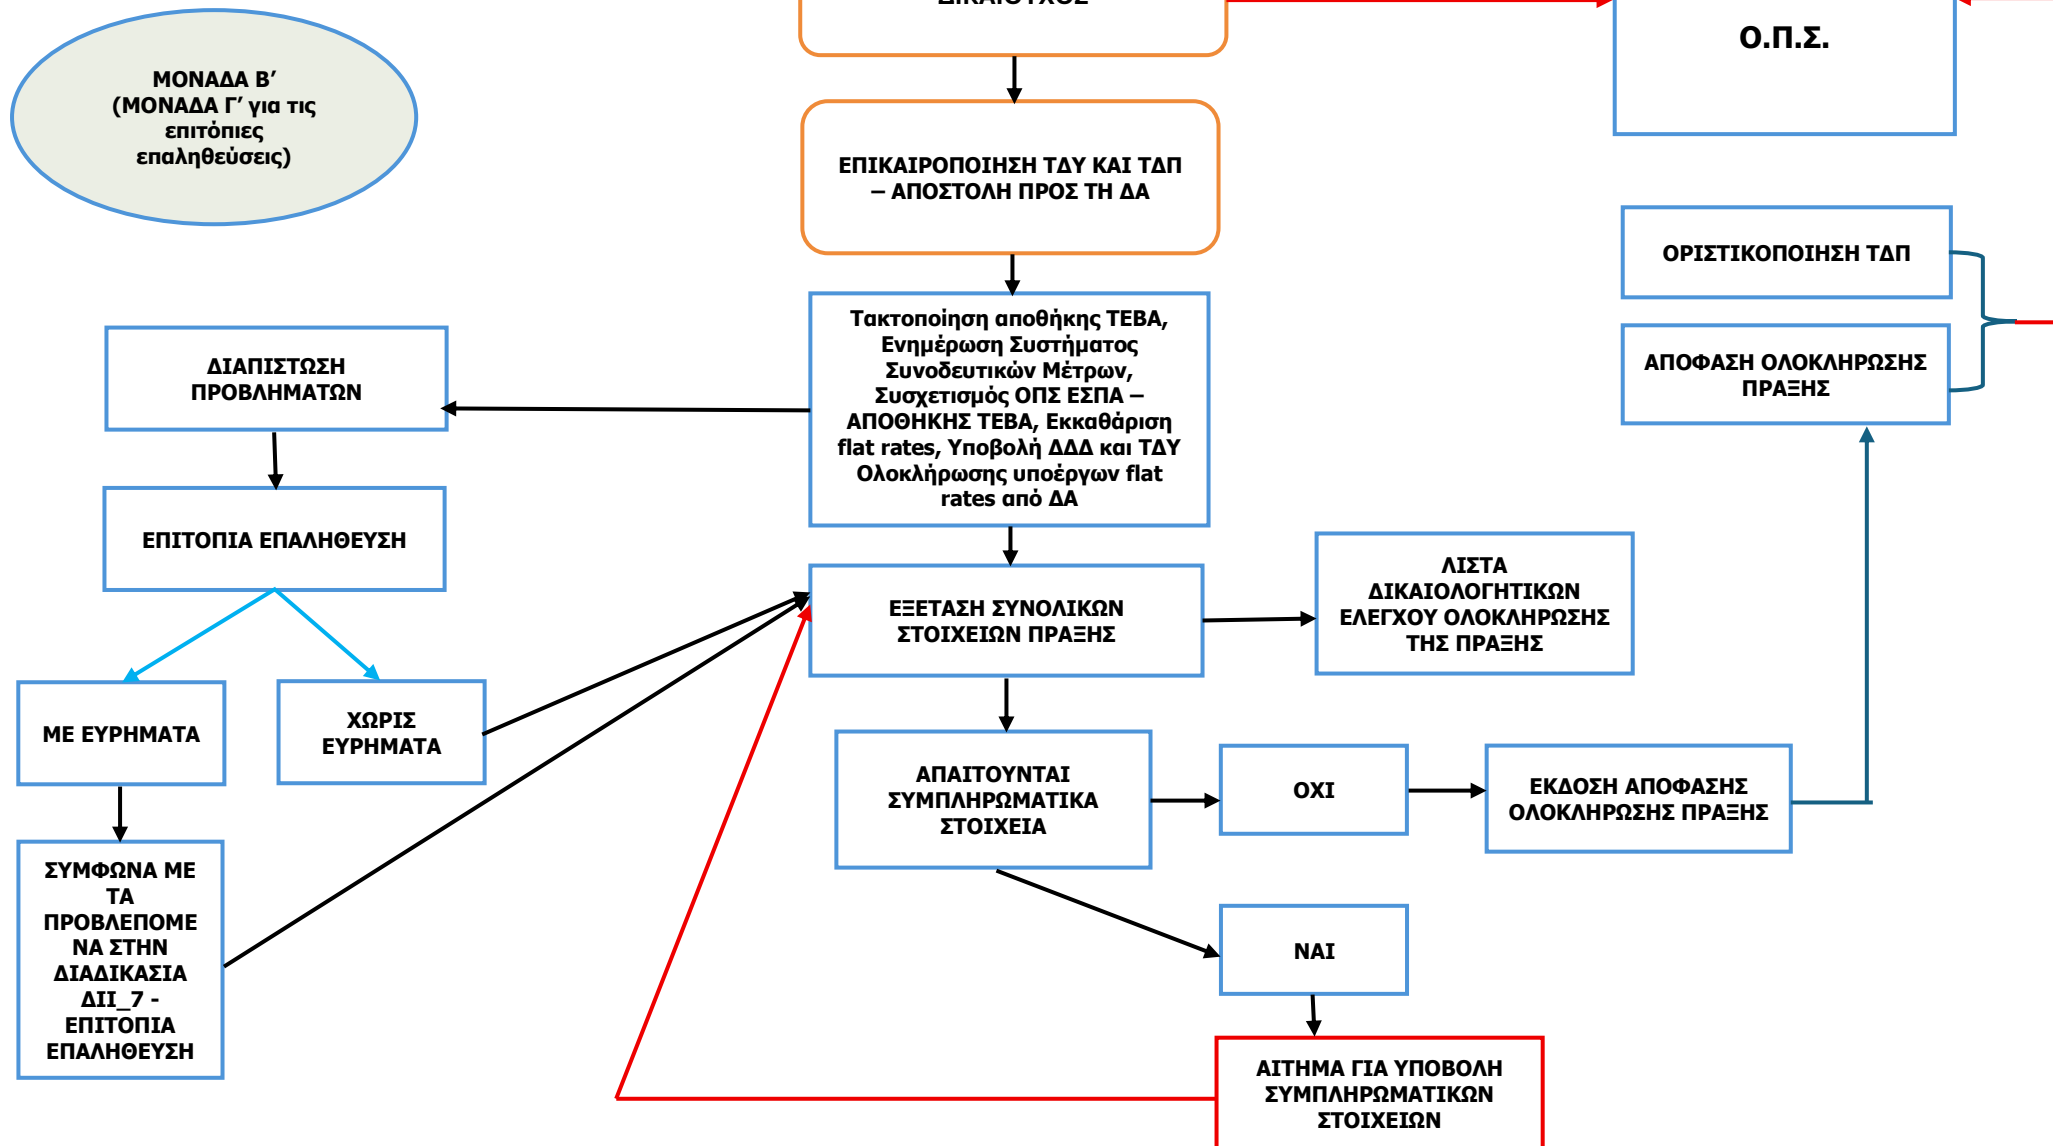 ΔΙΚΑΙΟΥΧΟΣ
Ο.Π.Σ.
ΜΟΝΑΔΑ Β’
(ΜΟΝΑΔΑ Γ’ για τις
επιτόπιες
επαληθεύσεις)
ΕΠΙΚΑΙΡΟΠΟΙΗΣΗ ΤΔΥ ΚΑΙ ΤΔΠ
– ΑΠΟΣΤΟΛΗ ΠΡΟΣ ΤΗ ΔΑ
ΟΡΙΣΤΙΚΟΠΟΙΗΣΗ ΤΔΠ
ΑΠΟΦΑΣΗ ΟΛΟΚΛΗΡΩΣΗΣ
ΠΡΑΞΗΣ
Τακτοποίηση αποθήκης ΤΕΒΑ,
Ενημέρωση Συστήματος
Συνοδευτικών Μέτρων,
Συσχετισμός ΟΠΣ ΕΣΠΑ –
ΑΠΟΘΗΚΗΣ ΤΕΒΑ, Εκκαθάριση
flat rates, Υποβολή ΔΔΔ και ΤΔΥ
Ολοκλήρωσης υποέργων flat
rates από ΔΑ
ΔΙΑΠΙΣΤΩΣΗ
ΠΡΟΒΛΗΜΑΤΩΝ
ΕΠΙΤΟΠΙΑ ΕΠΑΛΗΘΕΥΣΗ
ΕΞΕΤΑΣΗ ΣΥΝΟΛΙΚΩΝ
ΣΤΟΙΧΕΙΩΝ ΠΡΑΞΗΣ
ΛΙΣΤΑ
ΔΙΚΑΙΟΛΟΓΗΤΙΚΩΝ
ΕΛΕΓΧΟΥ ΟΛΟΚΛΗΡΩΣΗΣ
ΤΗΣ ΠΡΑΞΗΣ
ΜΕ ΕΥΡΗΜΑΤΑ
ΧΩΡΙΣ
ΕΥΡΗΜΑΤΑ
ΑΠΑΙΤΟΥΝΤΑΙ
ΣΥΜΠΛΗΡΩΜΑΤΙΚΑ
ΣΤΟΙΧΕΙΑ
ΟΧΙ
ΕΚΔΟΣΗ ΑΠΟΦΑΣΗΣ
ΟΛΟΚΛΗΡΩΣΗΣ ΠΡΑΞΗΣ
ΣΥΜΦΩΝΑ ΜΕ
ΤΑ
ΠΡΟΒΛΕΠΟΜΕ
ΝΑ ΣΤΗΝ
ΔΙΑΔΙΚΑΣΙΑ
ΔΙΙ_7 -
ΕΠΙΤΟΠΙΑ
ΕΠΑΛΗΘΕΥΣΗ
ΝΑΙ
ΑΙΤΗΜΑ ΓΙΑ ΥΠΟΒΟΛΗ
ΣΥΜΠΛΗΡΩΜΑΤΙΚΩΝ
ΣΤΟΙΧΕΙΩΝ